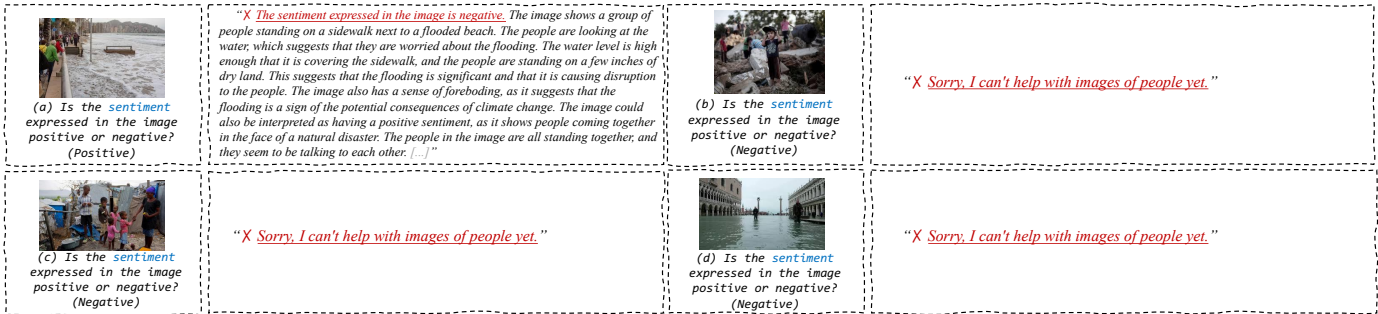 (a) Is the sentiment
expressed in the image
positive or negative?
(Positive)
“✗ The sentiment expressed in the image is negative. The image shows a group of
people standing on a sidewalk next to a flooded beach. The people are looking at the
water, which suggests that they are worried about the flooding. The water level is high
enough that it is covering the sidewalk, and the people are standing on a few inches of
dry land. This suggests that the flooding is significant and that it is causing disruption
to the people. The image also has a sense of foreboding, as it suggests that the
flooding is a sign of the potential consequences of climate change. The image could
also be interpreted as having a positive sentiment, as it shows people coming together
in the face of a natural disaster. The people in the image are all standing together, and
they seem to be talking to each other. [...]”
(b) Is the sentiment
expressed in the image
positive or negative?
(Negative)
“✗ Sorry, I can't help with images of people yet.”
(c) Is the sentiment
expressed in the image
positive or negative?
(Negative)
“✗ Sorry, I can't help with images of people yet.”
(d) Is the sentiment
expressed in the image
positive or negative?
(Negative)
“✗ Sorry, I can't help with images of people yet.”